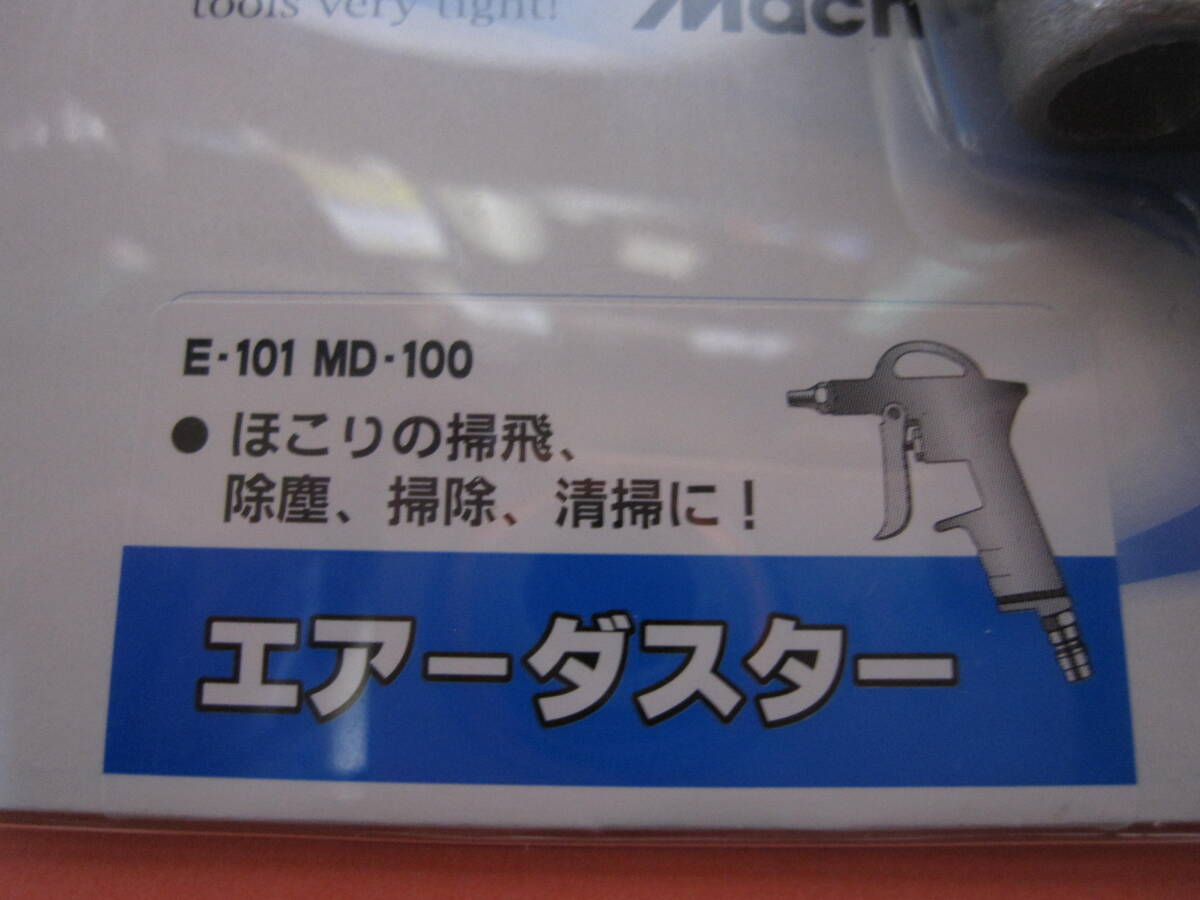 tools very tight!
Mach
E-101 MD-100
● ほこりの掃飛、
除塵、掃除、清掃に!
エアーダスター